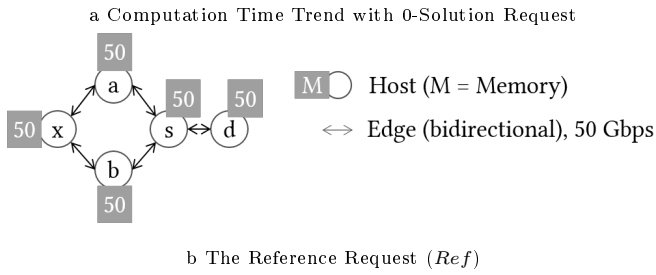 a Computation Time Trend with 0-Solution Request
50
a
50
50
M Host (M = Memory)
50 x
s
d
Edge (bidirectional), 50 Gbps
b
50
b The Reference Request (Ref)